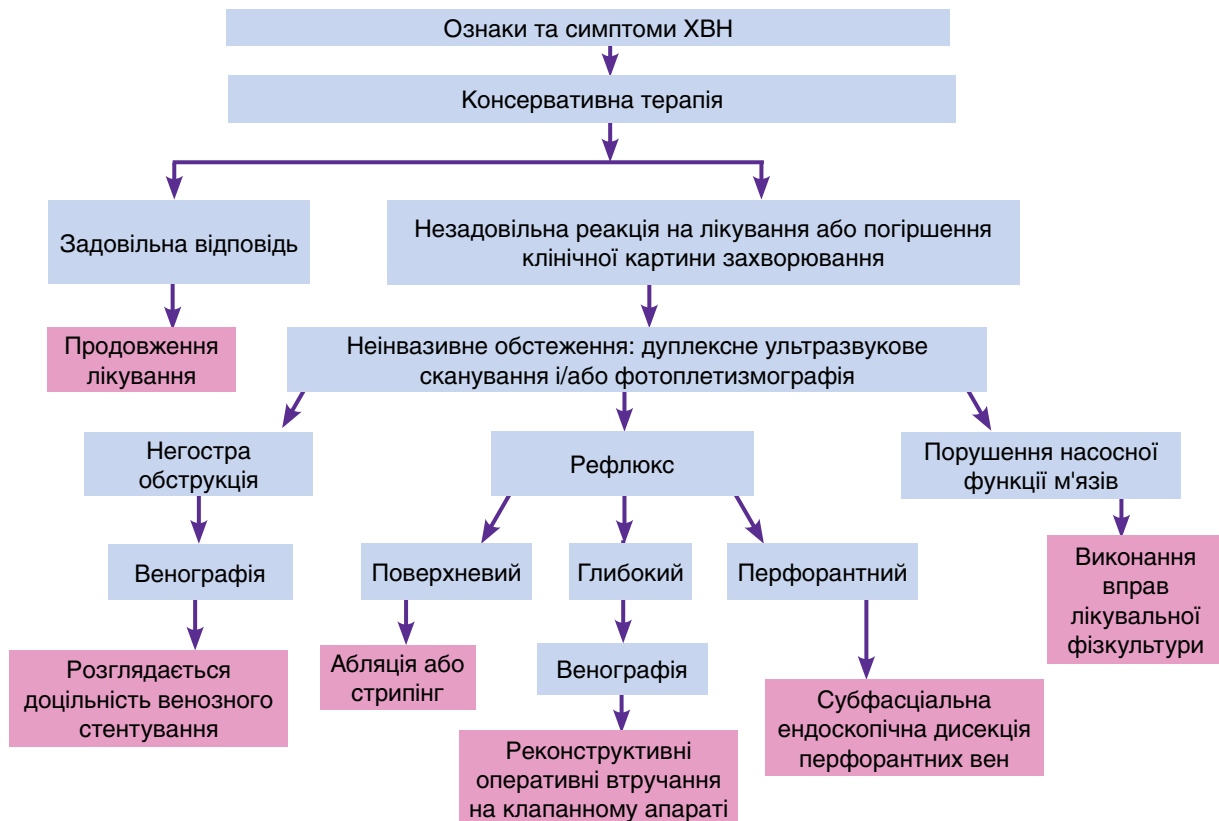 Ознаки та симптоми ХВН
Консервативна терапія
Задовільна відповідь
Незадовільна реакція на лікування або погіршення
клінічної картини захворювання
Продовження
лікування
Неінвазивне обстеження: дуплексне ультразвукове
сканування і/або фотоплетизмографія
Негостра
обструкція
Рефлюкс
Порушення насосної
функції м'язів
Венографія
Поверхневий
Глибокий
Перфорантний
Виконання
вправ
лікувальної
фізкультури
Розглядається
доцільність венозного
стентування
Абляція або
стрипінг
Венографія
Субфасціальна
ендоскопічна дисекція
перфорантних вен
Реконструктивні
оперативні втручання
на клапанному апараті